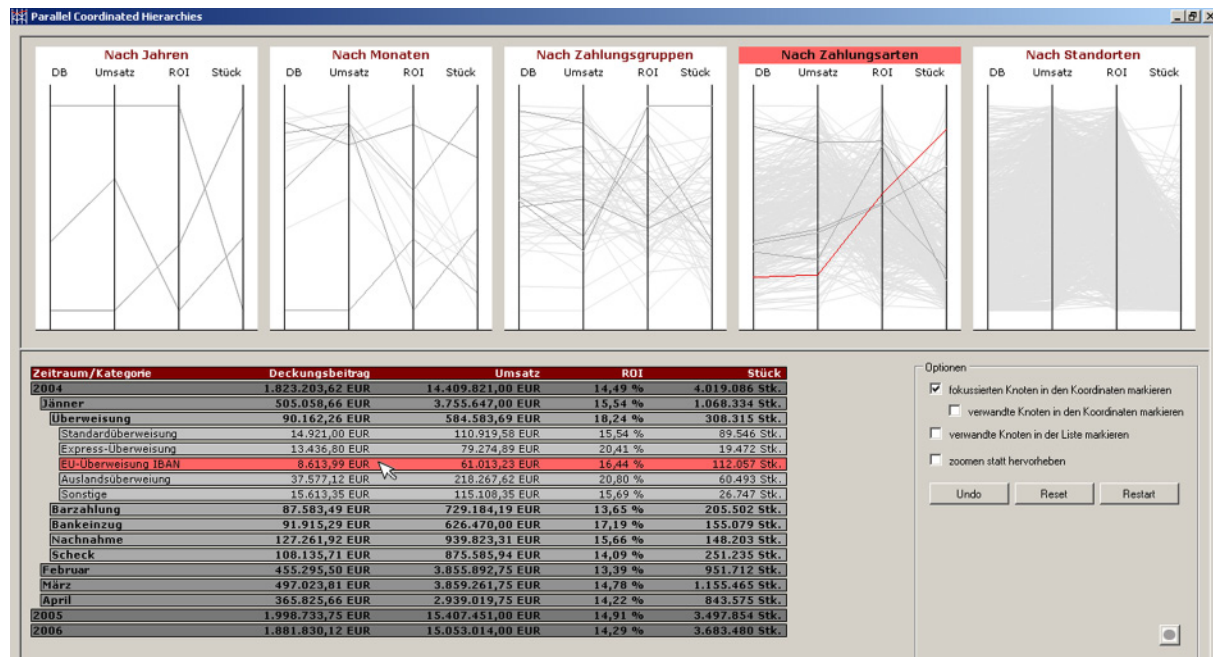 Parallel Coordinated Hierarchies
Nach Jahren Nach Monaten Nach Zahlungsgruppen Nach Zahlungsarten Nach Standorten
DB Umsatz ROI Stück DB Umsatz ROI Stück DB Umsatz ROI Stück DB Umsatz ROI Stück DB Umsatz ROI Stück
Zeitraum/Kategorie Deckungsbeitrag Umsatz ROI Stück
2004 1.823.203,62 EUR 14.409.821,00 EUR 14,49 % 4.019.086 Stk.
Jänner 505.058,66 EUR 3.755.647,00 EUR 15,54 % 1.068.334 Stk.
Überweisung 90.162,26 EUR 584.583,69 EUR 18,24 % 308.315 Stk.
Standardüberweisung 14.921,00 EUR 110.919,58 EUR 15,54 % 89.546 Stk.
Express-Überweisung 13.436,80 EUR 79.274,89 EUR 20,41 % 19.472 Stk.
EU-Überweisung IBAN 8.613,99 EUR 61.013,23 EUR 16,44 % 112.057 Stk.
Auslandsüberweiung 37.577,12 EUR 218.267,62 EUR 20,80 % 60.493 Stk.
Sonstige 15.613,35 EUR 115.108,35 EUR 15,69 % 26.747 Stk.
Barzahlung 87.583,49 EUR 729.184,19 EUR 13,65 % 205.502 Stk.
Bankeinzug 91.915,29 EUR 626.470,00 EUR 17,19 % 155.079 Stk.
Nachnahme 127.261,92 EUR 939.823,31 EUR 15,66 % 148.203 Stk.
Scheck 108.135,71 EUR 875.585,94 EUR 14,09 % 251.235 Stk.
Februar 455.295,50 EUR 3.855.892,75 EUR 13,39 % 951.712 Stk.
März 497.023,81 EUR 3.859.261,75 EUR 14,78 % 1.155.465 Stk.
April 365.825,66 EUR 2.939.019,75 EUR 14,22 % 843.575 Stk.
2005 1.998.733,75 EUR 15.407.451,00 EUR 14,91 % 3.497.854 Stk.
2006 1.881.830,12 EUR 15.053.014,00 EUR 14,29 % 3.683.480 Stk.
Optionen
fokussierten Knoten in den Koordinaten markieren
verwandte Knoten in den Koordinaten markieren
verwandte Knoten in der Liste markieren
zoomen statt hervorheben
Undo Reset Restart